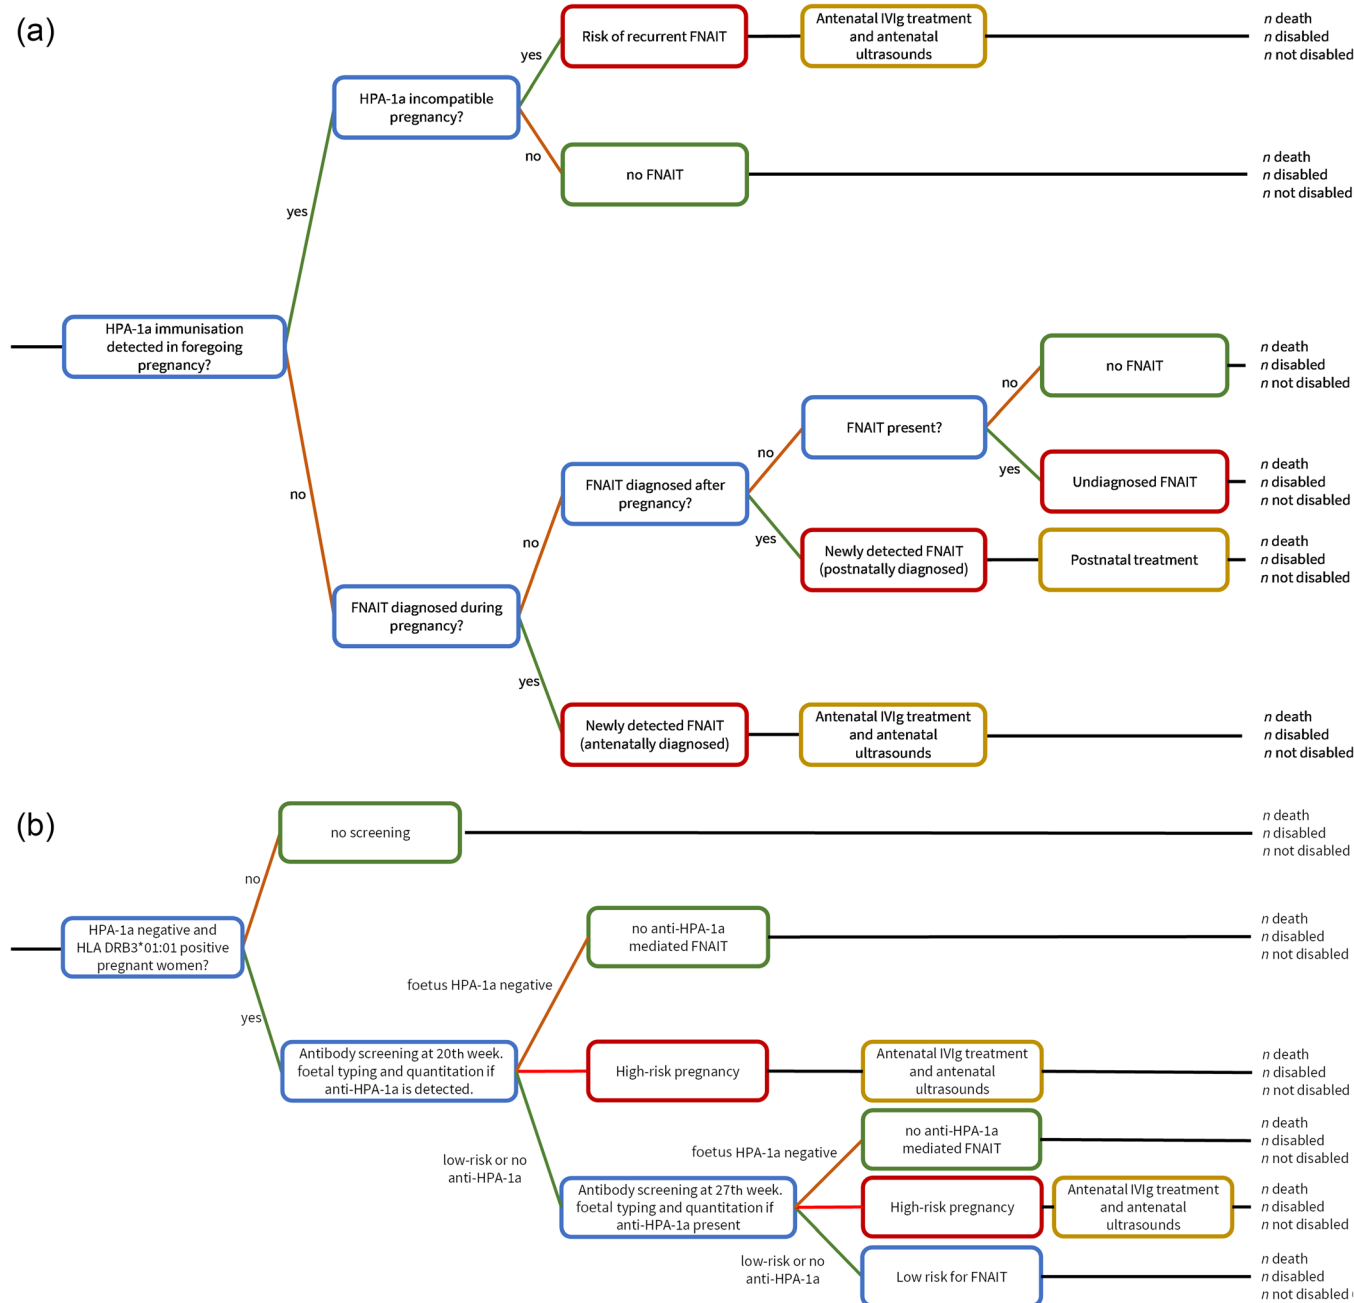 (a)
Risk of recurrent FNAIT
Antenatal IVIg treatment
and antenatal
ultrasounds
n death
n disabled
n not disabled
yes
HPA-1a incompatible
pregnancy?
no
no FNAIT
n death
n disabled
n not disabled
yes
HPA-1a immunisation
detected in foregoing
pregnancy?
no FNAIT
n death
n disabled
n not disabled
no
FNAIT present?
no
yes
Undiagnosed FNAIT
n death
n disabled
n not disabled
no
FNAIT diagnosed after
pregnancy?
no
yes
Newly detected FNAIT
(postnatally diagnosed)
Postnatal treatment
n death
n disabled
n not disabled
FNAIT diagnosed during
pregnancy?
yes
Newly detected FNAIT
(antenatally diagnosed)
Antenatal IVIg treatment
and antenatal
ultrasounds
n death
n disabled
n not disabled
(b)
no screening
n death
n disabled
n not disabled
no
HPA-1a negative and
HLA DRB3*01:01 positive
pregnant women?
yes
no anti-HPA-1a
mediated FNAIT
n death
n disabled
n not disabled
foetus HPA-1a negative
Antibody screening at 20th week.
foetal typing and quantitation if
anti-HPA-1a is detected.
High-risk pregnancy
Antenatal IVIg treatment
and antenatal
ultrasounds
n death
n disabled
n not disabled
low-risk or no
anti-HPA-1a
foetus HPA-1a negative
no anti-HPA-1a
mediated FNAIT
n death
n disabled
n not disabled
Antibody screening at 27th week.
foetal typing and quantitation if
anti-HPA-1a present
High-risk pregnancy
Antenatal IVIg treatment
and antenatal
ultrasounds
n death
n disabled
n not disabled
low-risk or no
anti-HPA-1a
Low risk for FNAIT
n death
n disabled
n not disabled